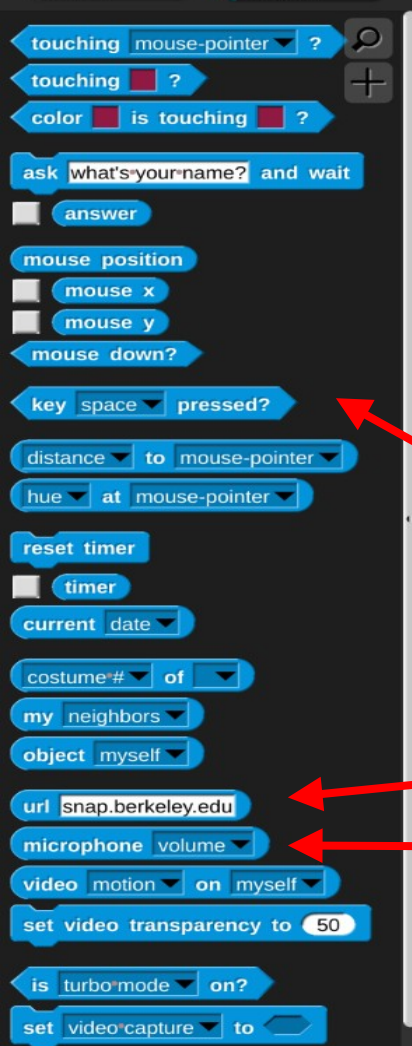 touching mouse-pointer ?
touching ?
color is touching ?
ask what's your name? and wait
answer
mouse position
mouse x
mouse y
mouse down?
key space pressed?
distance to mouse-pointer
hue at mouse-pointer
reset timer
timer
current date
costume # of
my neighbors
object myself
url snap.berkeley.edu
microphone volume
video motion on myself
set video transparency to 50
is turbo mode on?
set video capture to